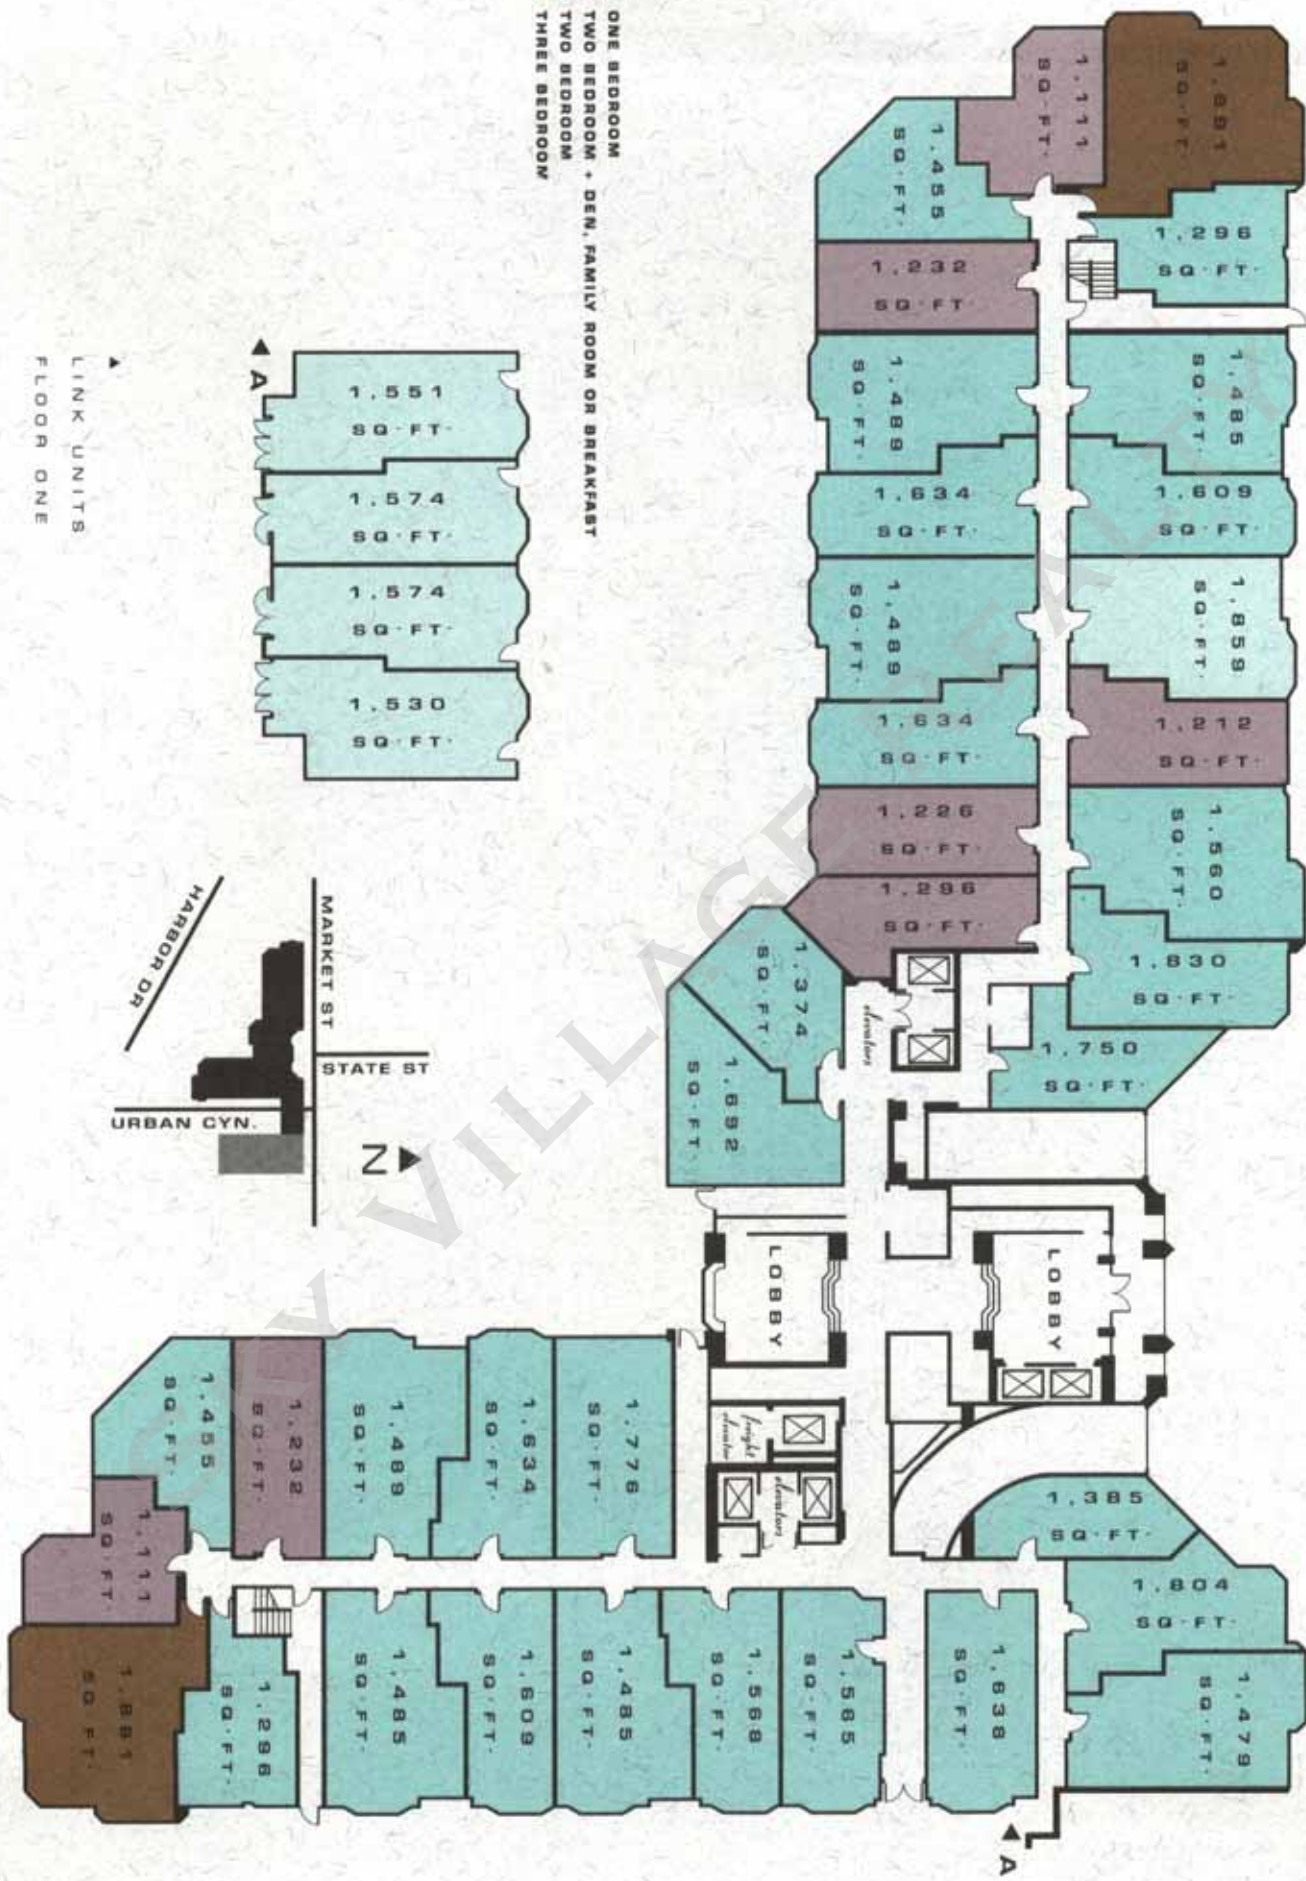 ONE BEDROOM
TWO BEDROOM + DEN, FAMILY ROOM OR BREAKFAST
TWO BEDROOM
THREE BEDROOM
1,111
SQ·FT·
1,881
SQ·FT·
1,455
SQ·FT·
1,296
SQ·FT·
1,232
SQ·FT·
1,489
SQ·FT·
1,485
SQ·FT·
1,634
SQ·FT·
1,609
SQ·FT·
1,489
SQ·FT·
1,859
SQ·FT·
1,634
SQ·FT·
1,212
SQ·FT·
1,226
SQ·FT·
1,560
SQ·FT·
1,296
SQ·FT·
1,374
SQ·FT·
1,830
SQ·FT·
1,692
SQ·FT·
1,750
SQ·FT·
elevators
A
1,551
SQ·FT·
1,574
SQ·FT·
1,574
SQ·FT·
1,530
SQ·FT·
LINK UNITS
FLOOR ONE
HARBOR DR
MARKET ST
STATE ST
URBAN CYN.
N
LOBBY
LOBBY
freight
elevator
elevators
1,776
SQ·FT·
1,634
SQ·FT·
1,489
SQ·FT·
1,232
SQ·FT·
1,455
SQ·FT·
1,111
SQ·FT·
1,385
SQ·FT·
1,804
SQ·FT·
1,479
SQ·FT·
1,638
SQ·FT·
1,565
SQ·FT·
1,568
SQ·FT·
1,485
SQ·FT·
1,609
SQ·FT·
1,485
SQ·FT·
1,296
SQ·FT·
1,881
SQ·FT·
A
CITY VILLAGE REALTY